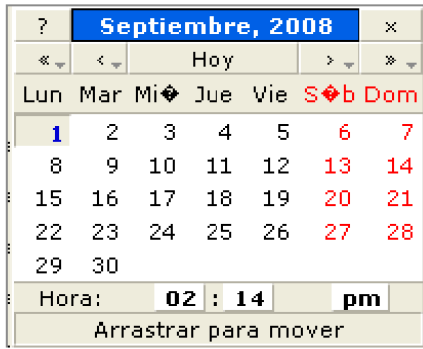 ? Septiembre, 2008 ×
« ‹ Hoy › »
Lun Mar Mi� Jue Vie S�b Dom
1 2 3 4 5 6 7
8 9 10 11 12 13 14
15 16 17 18 19 20 21
22 23 24 25 26 27 28
29 30
Hora: 02 : 14 pm
Arrastrar para mover